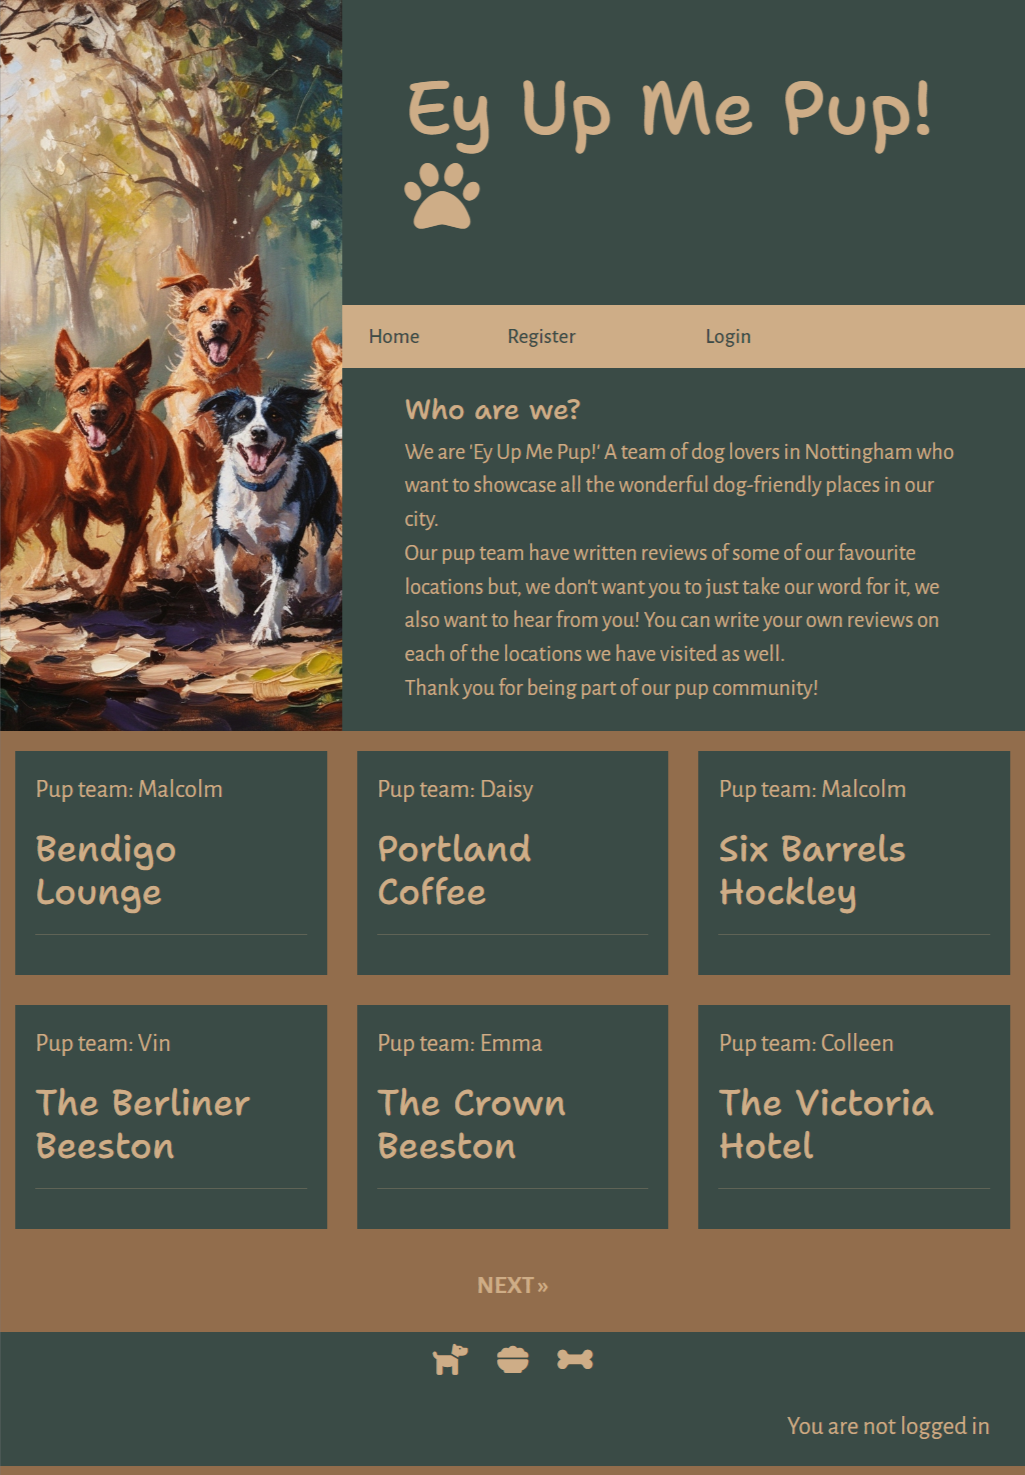 Ey Up Me Pup!
Home Register Login
Who are we?
We are 'Ey Up Me Pup!' A team of dog lovers in Nottingham who
want to showcase all the wonderful dog-friendly places in our
city.
Our pup team have written reviews of some of our favourite
locations but, we don't want you to just take our word for it, we
also want to hear from you! You can write your own reviews on
each of the locations we have visited as well.
Thank you for being part of our pup community!
Pup team: Malcolm
Bendigo
Lounge
Pup team: Daisy
Portland
Coffee
Pup team: Malcolm
Six Barrels
Hockley
Pup team: Vin
The Berliner
Beeston
Pup team: Emma
The Crown
Beeston
Pup team: Colleen
The Victoria
Hotel
NEXT »
You are not logged in